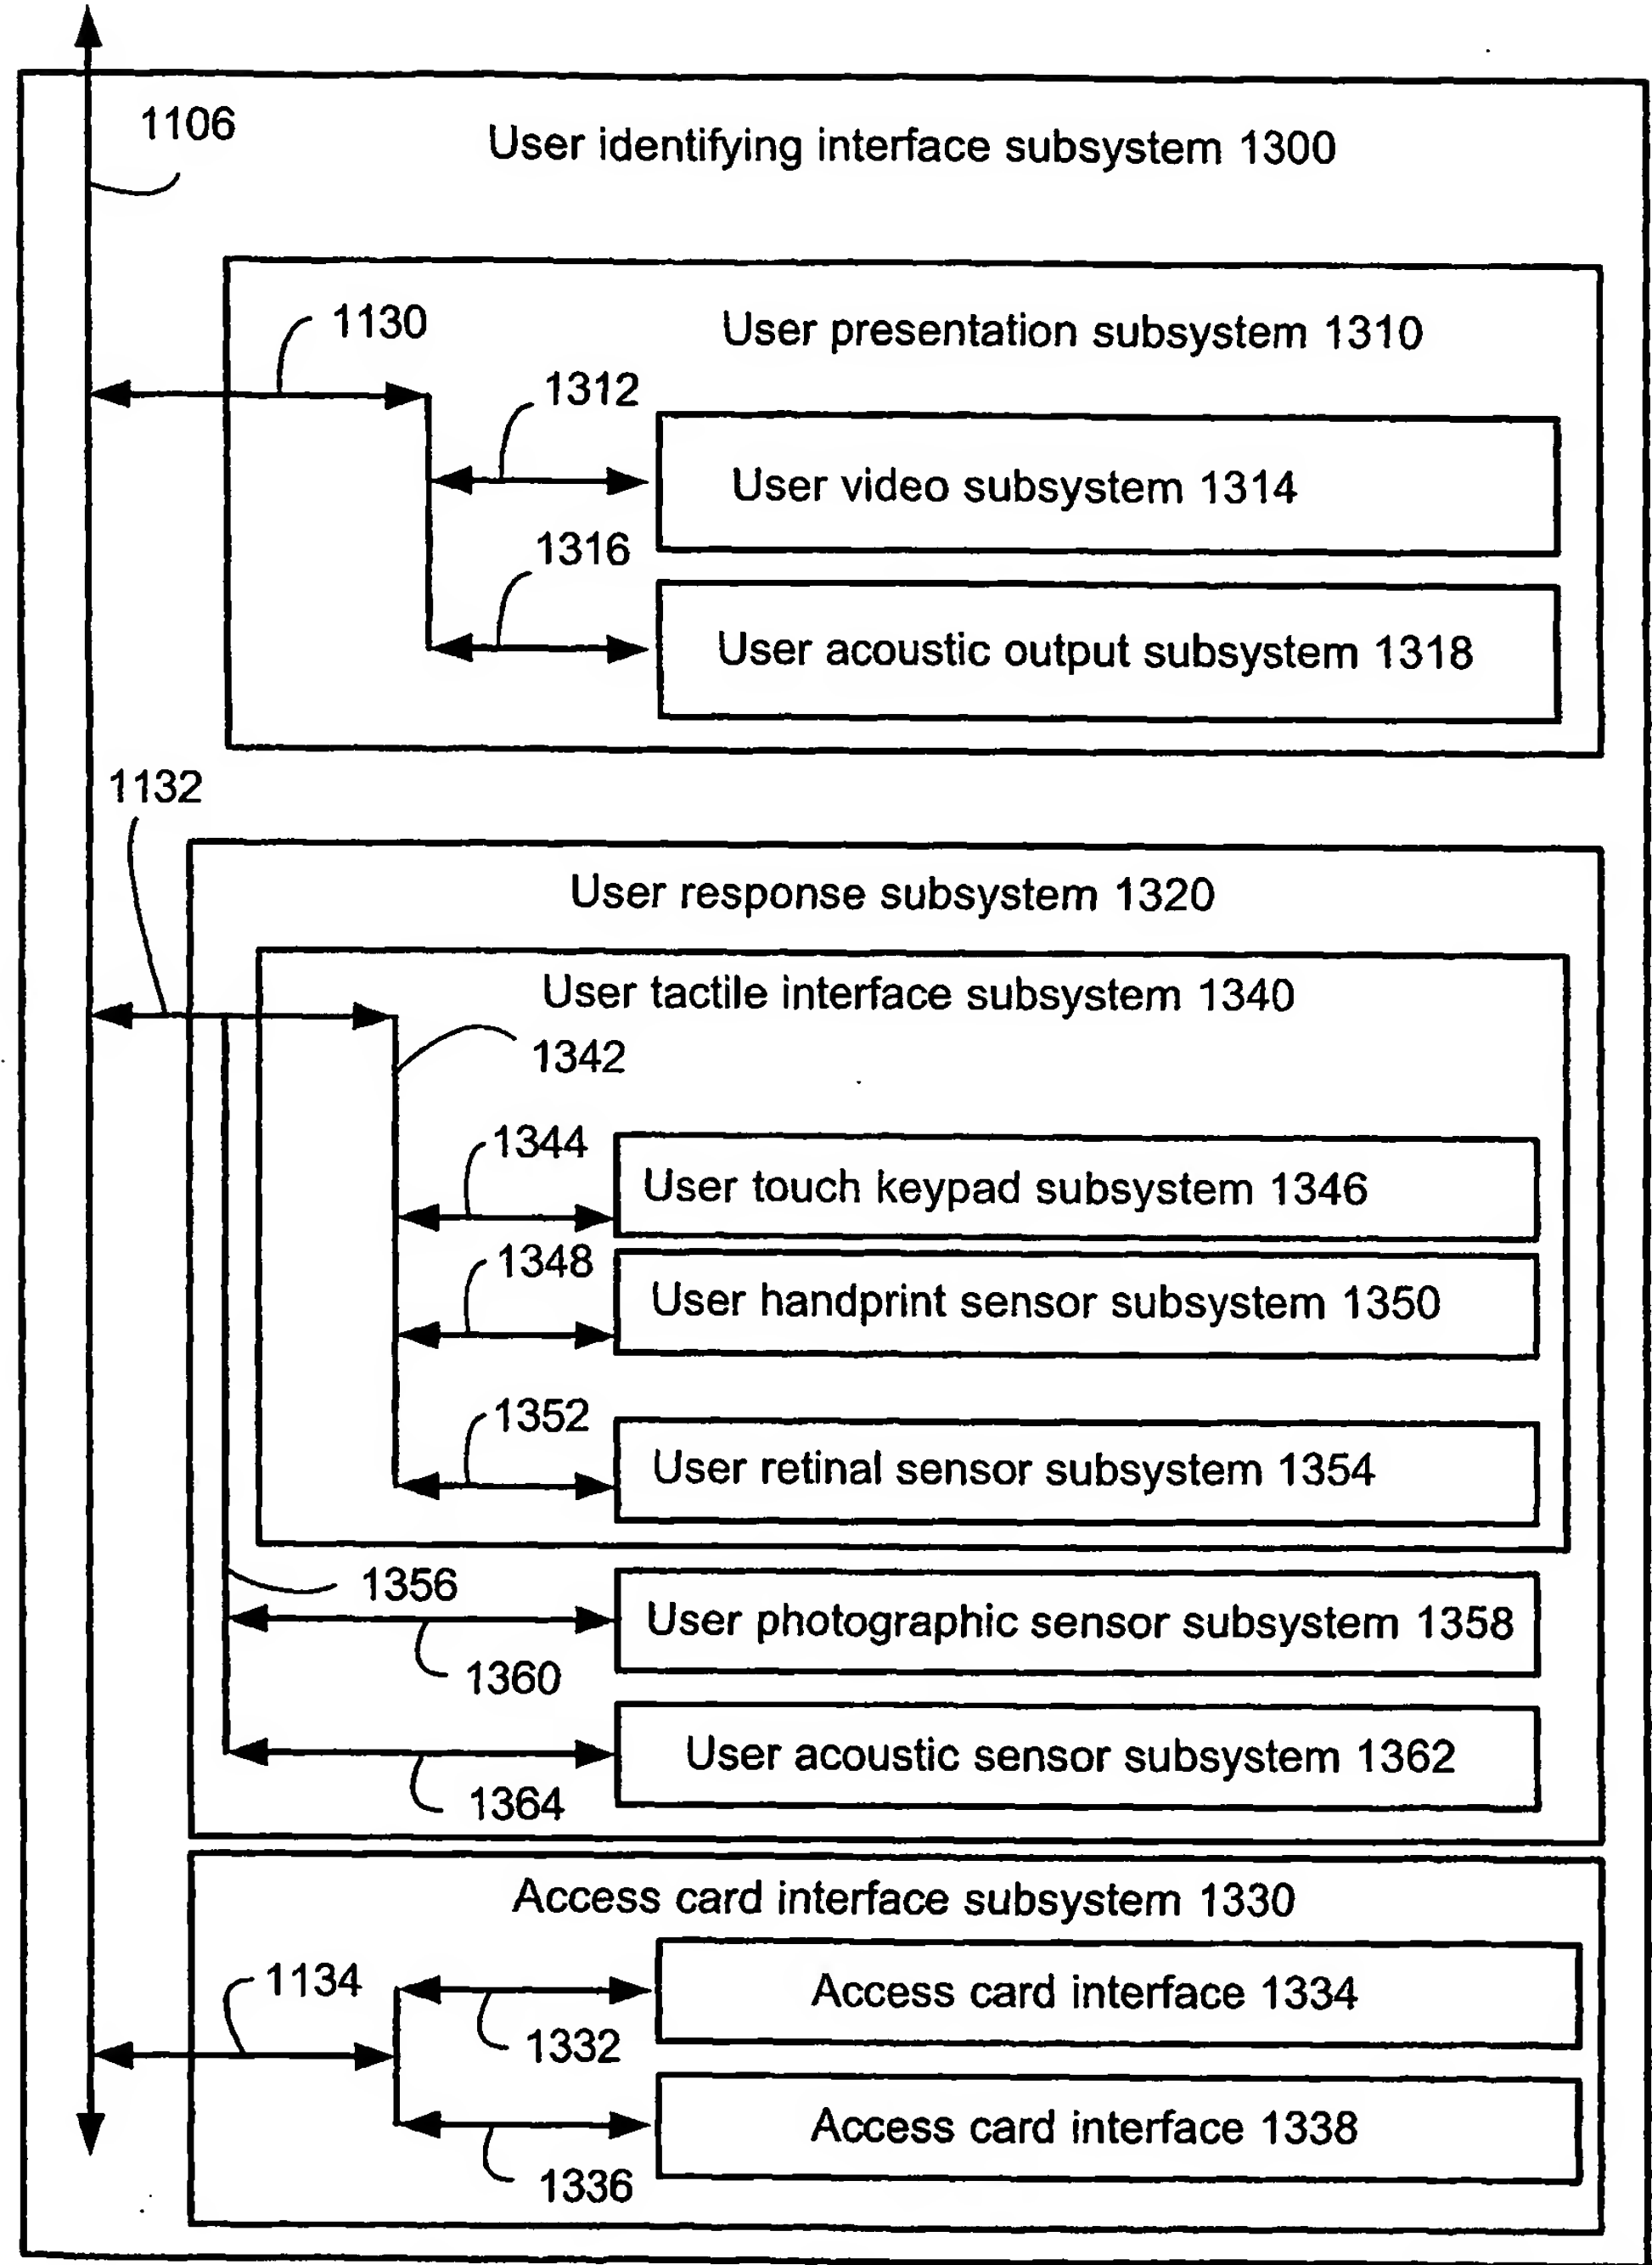 1106
User identifying interface subsystem 1300
1130
User presentation subsystem 1310
1312
User video subsystem 1314
1316
User acoustic output subsystem 1318
1132
User response subsystem 1320
User tactile interface subsystem 1340
1342
1344
User touch keypad subsystem 1346
1348
User handprint sensor subsystem 1350
1352
User retinal sensor subsystem 1354
1356
User photographic sensor subsystem 1358
1360
User acoustic sensor subsystem 1362
1364
Access card interface subsystem 1330
1134
Access card interface 1334
1332
Access card interface 1338
1336